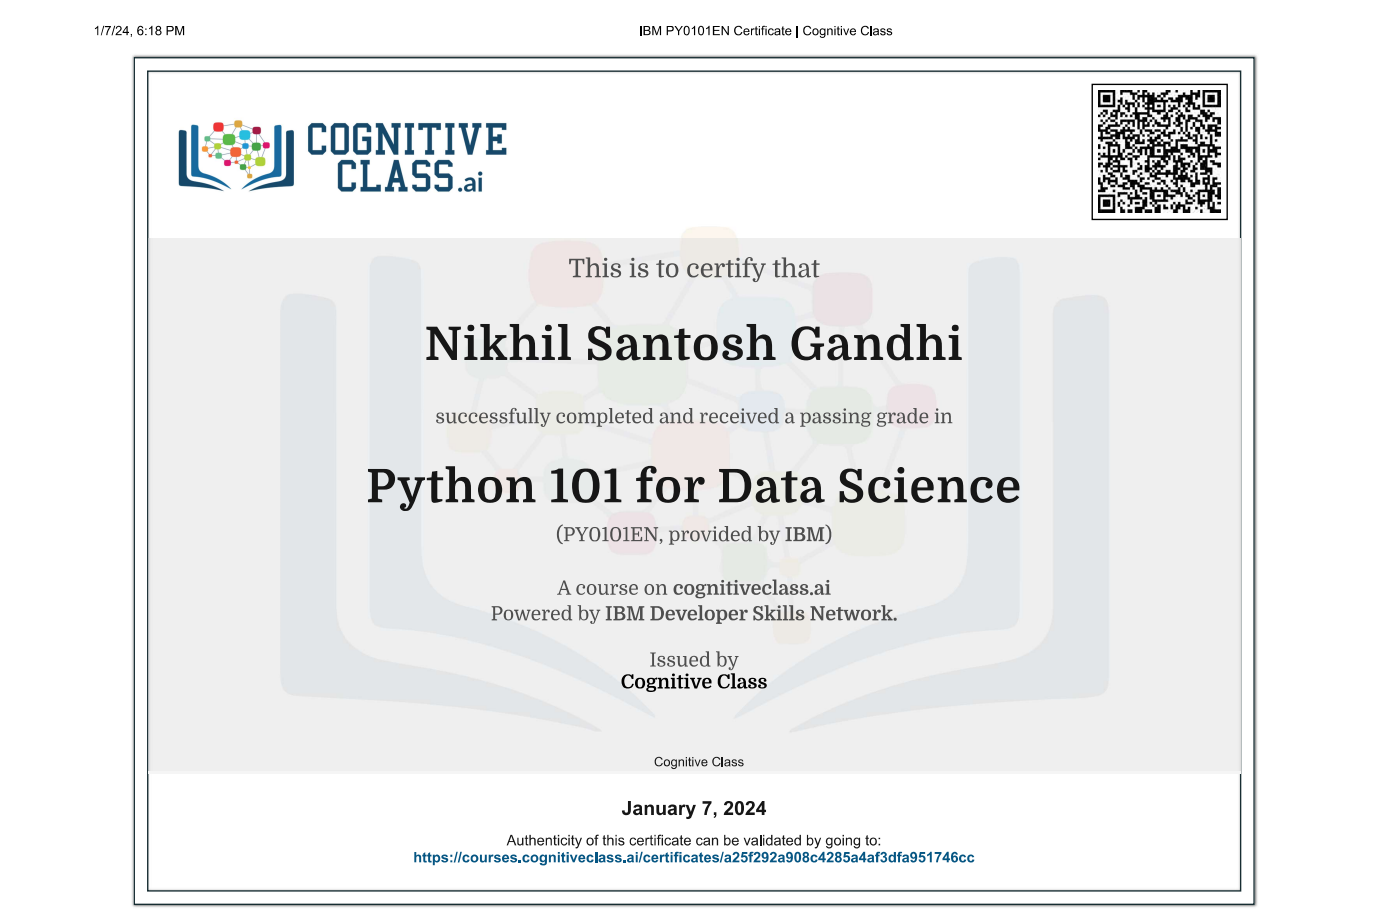 1/7/24, 6:18 PM
IBM PY0101EN Certificate | Cognitive Class
COGNITIVE
CLASS.ai
This is to certify that
Nikhil Santosh Gandhi
successfully completed and received a passing grade in
Python 101 for Data Science
(PY0101EN, provided by IBM)
A course on cognitiveclass.ai
Powered by IBM Developer Skills Network.
Issued by
Cognitive Class
Cognitive Class
January 7, 2024
Authenticity of this certificate can be validated by going to:
https://courses.cognitiveclass.ai/certificates/a25f292a908c4285a4af3dfa951746cc